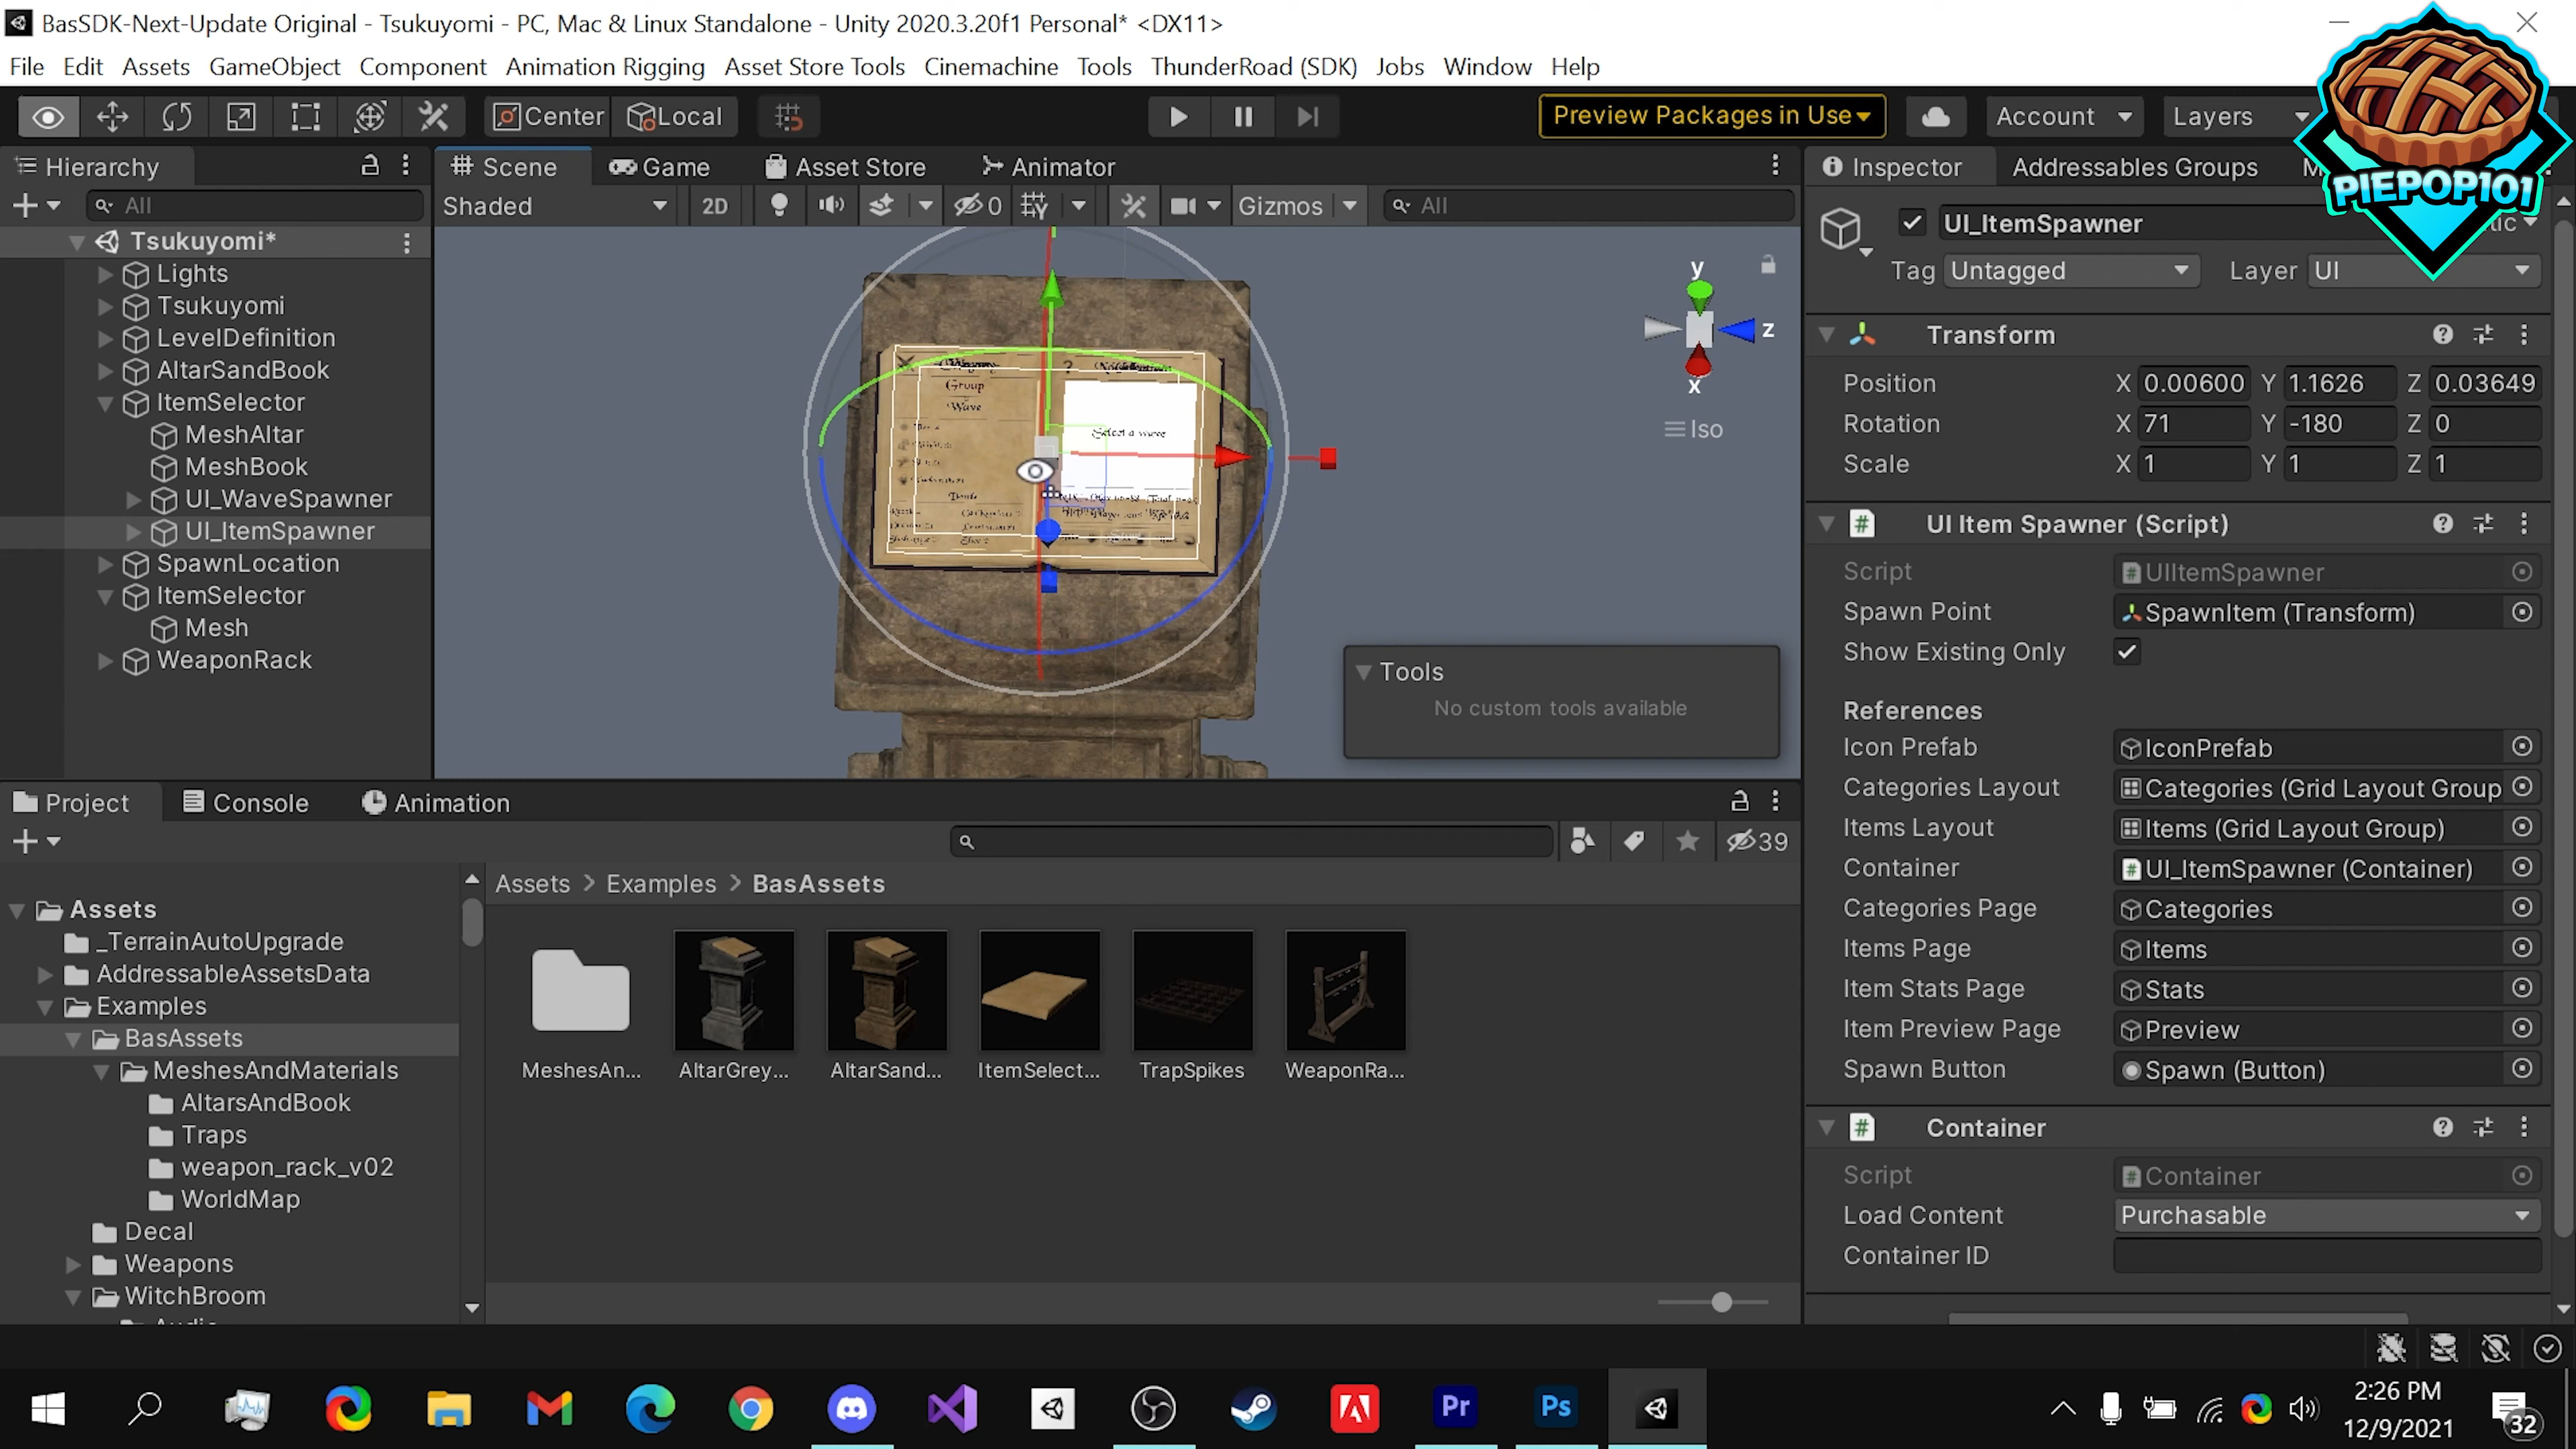 BasSDK-Next-Update Original - Tsukuyomi - PC, Mac & Linux Standalone - Unity 2020.3.20f1 Personal* <DX11>
File Edit Assets GameObject Component Animation Rigging Asset Store Tools Cinemachine Tools ThunderRoad (SDK) Jobs Window Help
PIEPOP101
Center Local Preview Packages in Use Account Layers
Hierarchy Scene Game Asset Store Animator Inspector Addressables Groups
All Shaded 2D 0 Gizmos All
UI_ItemSpawner
Tag Untagged Layer UI
Tsukuyomi*
Lights
Tsukuyomi
LevelDefinition
AltarSandBook
ItemSelector
MeshAltar
MeshBook
UI_WaveSpawner
UI_ItemSpawner
SpawnLocation
ItemSelector
Mesh
WeaponRack
Group
Wave
?
Select a wave
y
z
x
Iso
Tools
No custom tools available
Transform
Position X 0.00600 Y 1.1626 Z 0.03649
Rotation X 71 Y -180 Z 0
Scale X 1 Y 1 Z 1
# UI Item Spawner (Script)
Script # UIItemSpawner
Spawn Point SpawnItem (Transform)
Show Existing Only
References
Icon Prefab IconPrefab
Categories Layout Categories (Grid Layout Group
Items Layout Items (Grid Layout Group)
Container # UI_ItemSpawner (Container)
Categories Page Categories
Items Page Items
Item Stats Page Stats
Item Preview Page Preview
Spawn Button Spawn (Button)
# Container
Script # Container
Load Content Purchasable
Container ID
Project Console Animation
39
Assets > Examples > BasAssets
Assets
_TerrainAutoUpgrade
AddressableAssetsData
Examples
BasAssets
MeshesAndMaterials
AltarsAndBook
Traps
weapon_rack_v02
WorldMap
Decal
Weapons
WitchBroom
MeshesAn... AltarGrey... AltarSand... ItemSelect... TrapSpikes WeaponRa...
Pr Ps
2:26 PM
12/9/2021
32